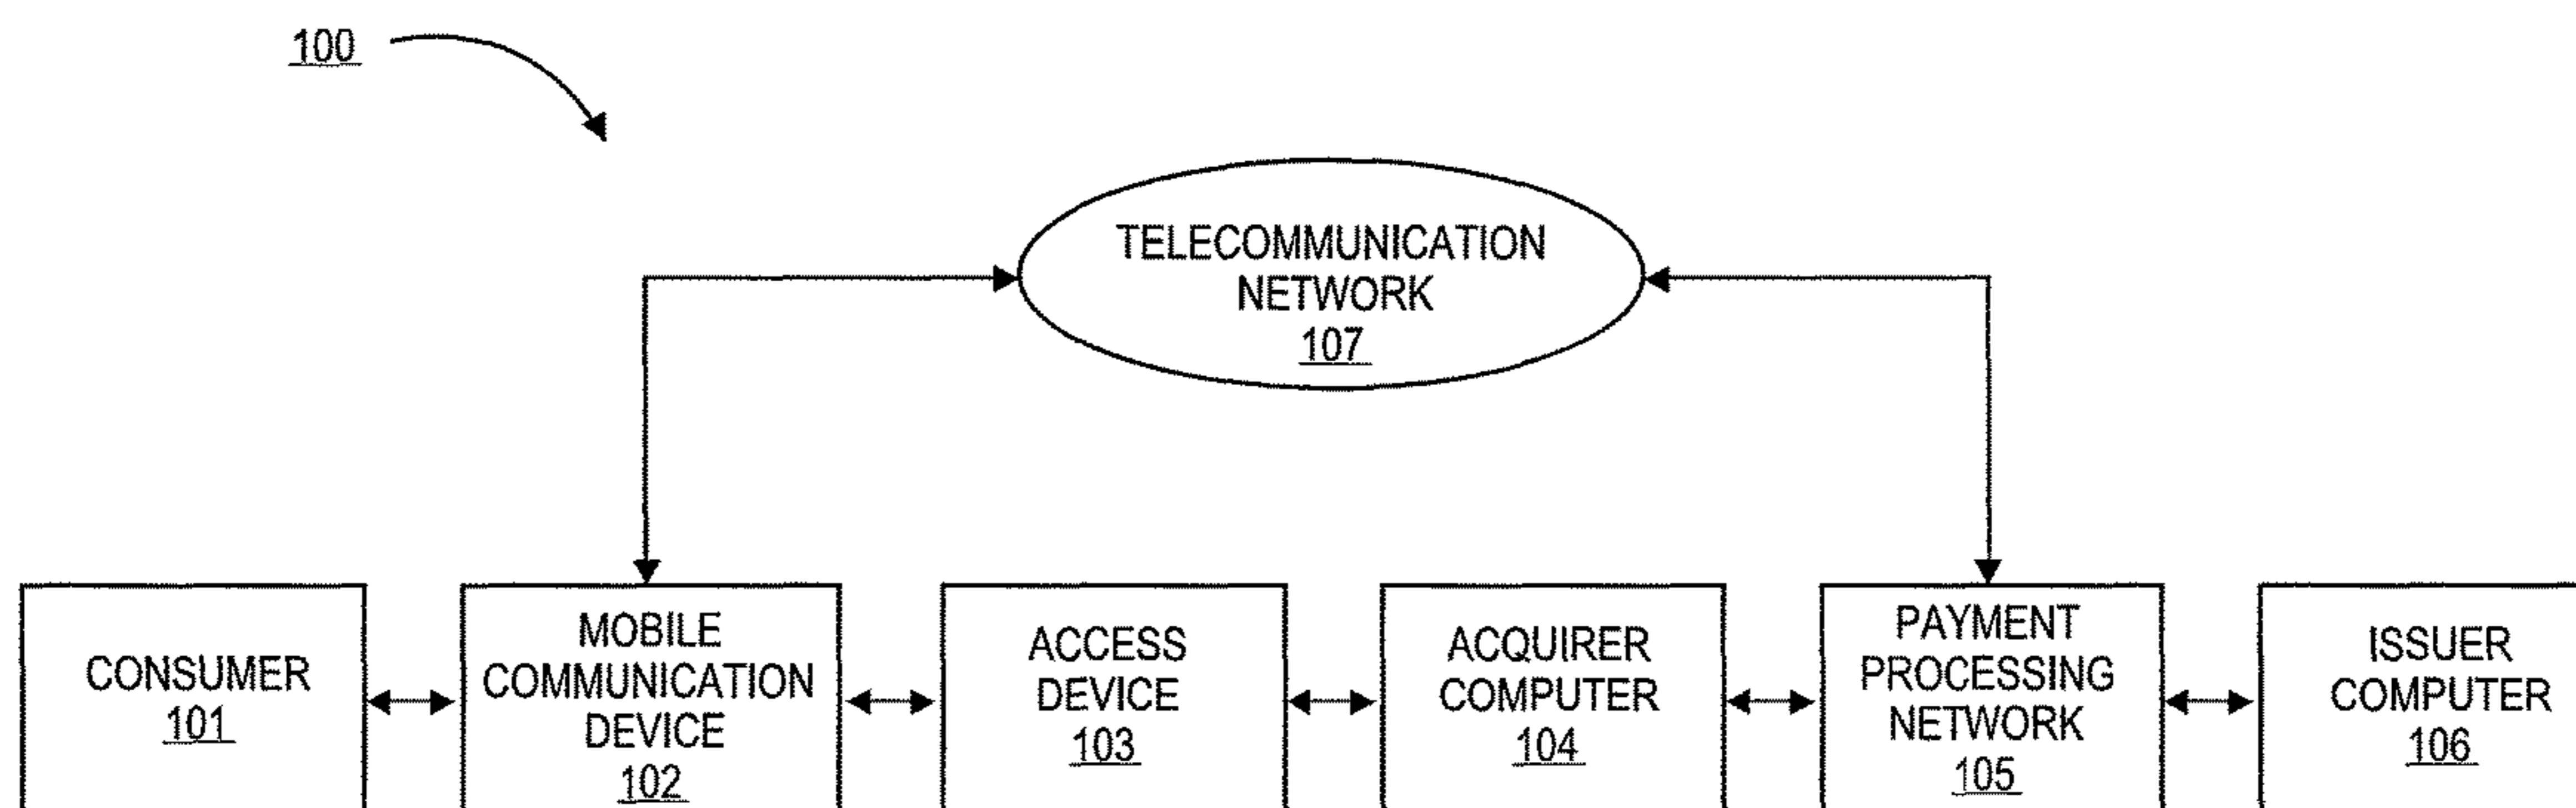 100
TELECOMMUNICATION
NETWORK
107
CONSUMER
101
MOBILE
COMMUNICATION
DEVICE
102
ACCESS
DEVICE
103
ACQUIRER
COMPUTER
104
PAYMENT
PROCESSING
NETWORK
105
ISSUER
COMPUTER
106